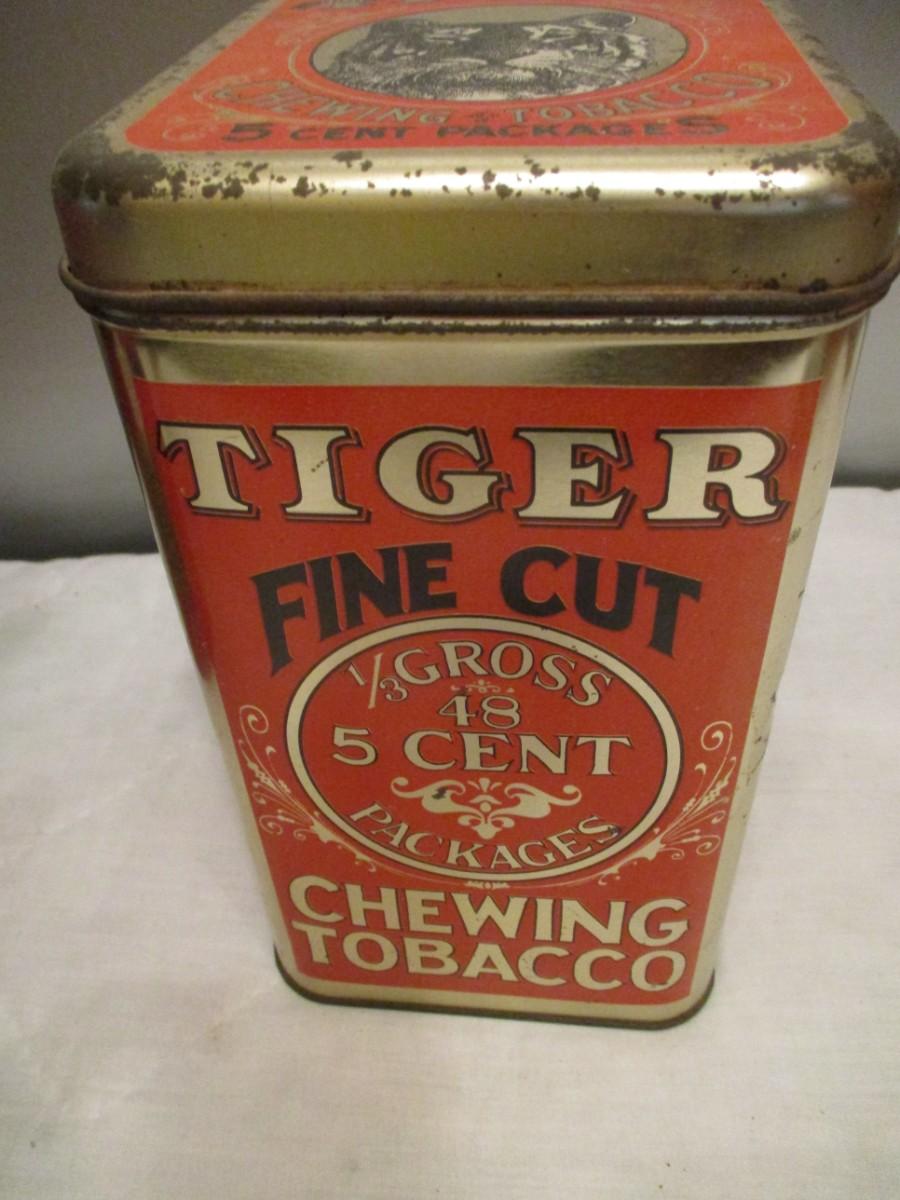 CHEWING TOBACCO
5 CENT PACKAGES
TIGER
FINE CUT
1/3 GROSS
48
5 CENT
PACKAGES
CHEWING
TOBACCO